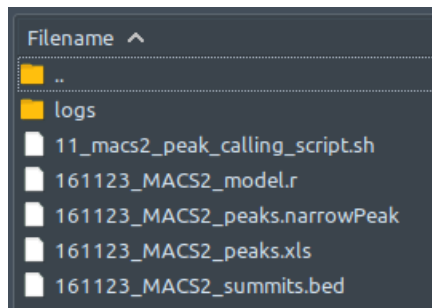 Filename
..
logs
11_macs2_peak_calling_script.sh
161123_MACS2_model.r
161123_MACS2_peaks.narrowPeak
161123_MACS2_peaks.xls
161123_MACS2_summits.bed